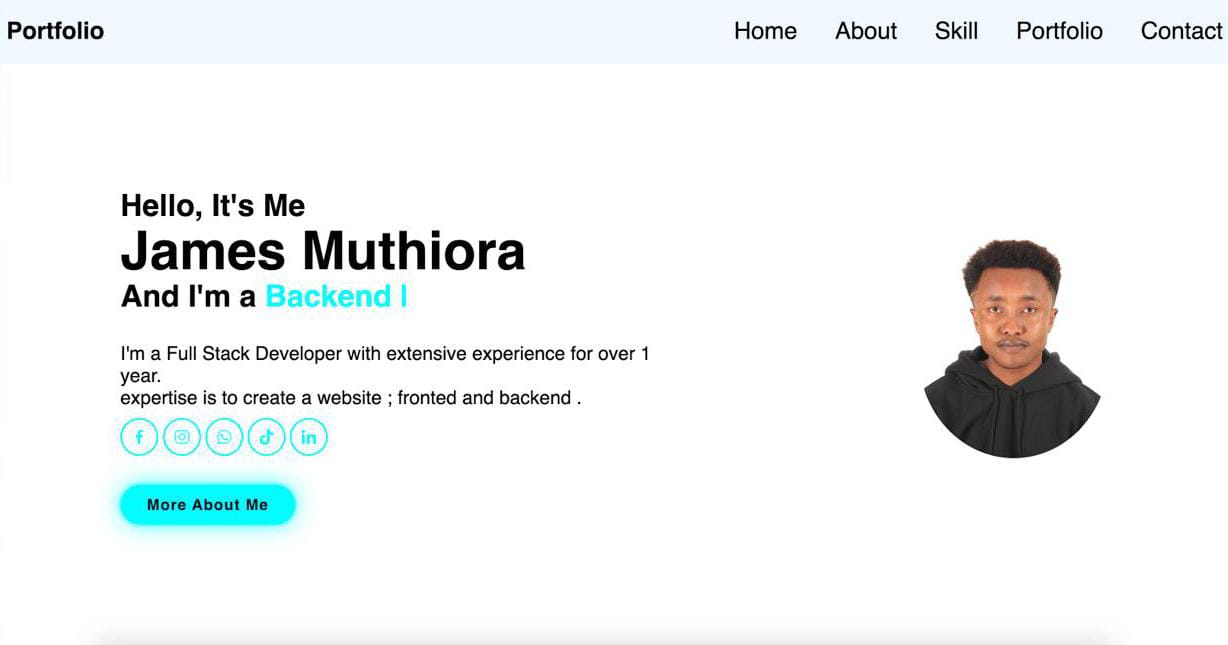 Portfolio
Home About Skill Portfolio Contact
Hello, It's Me
James Muthiora
And I'm a Backend |
I'm a Full Stack Developer with extensive experience for over 1
year.
expertise is to create a website ; fronted and backend .
More About Me